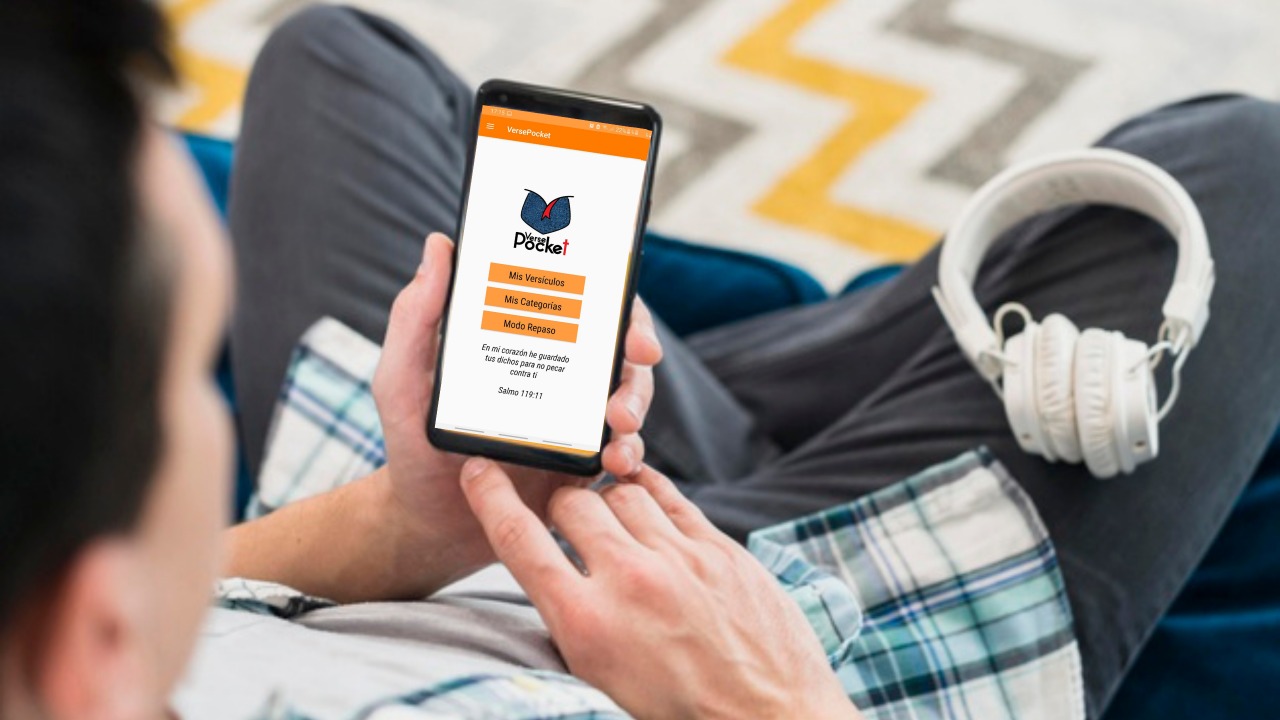 VersePocket
Verse
Pocket
Mis Versículos
Mis Categorías
Modo Repaso
En mi corazón he guardado
tus dichos para no pecar
contra ti
Salmo 119:11